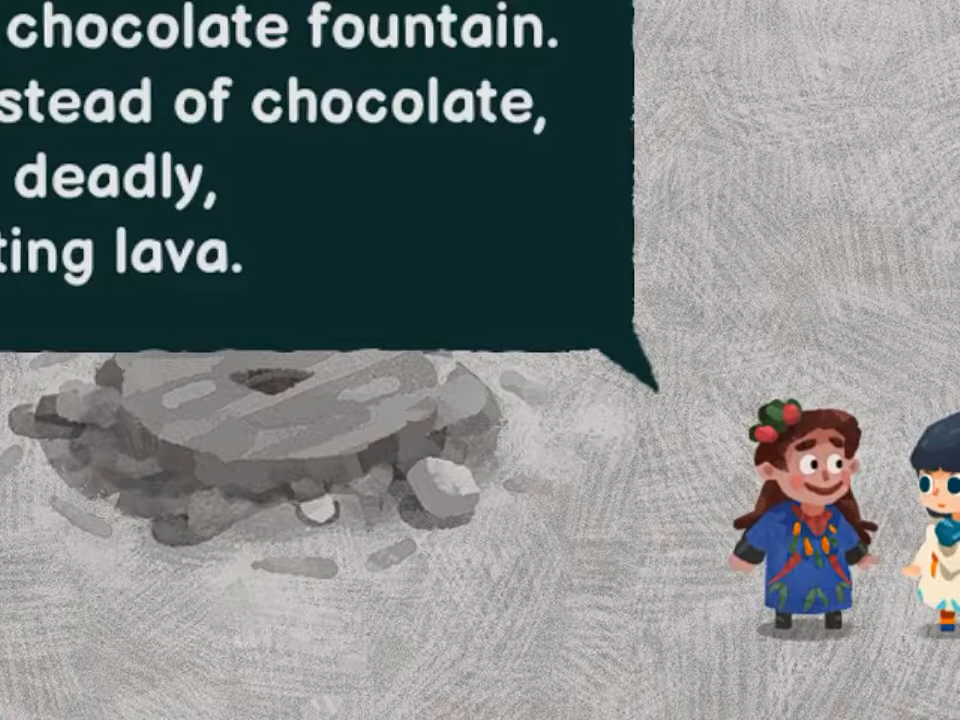 chocolate fountain.
stead of chocolate,
deadly,
ting lava.